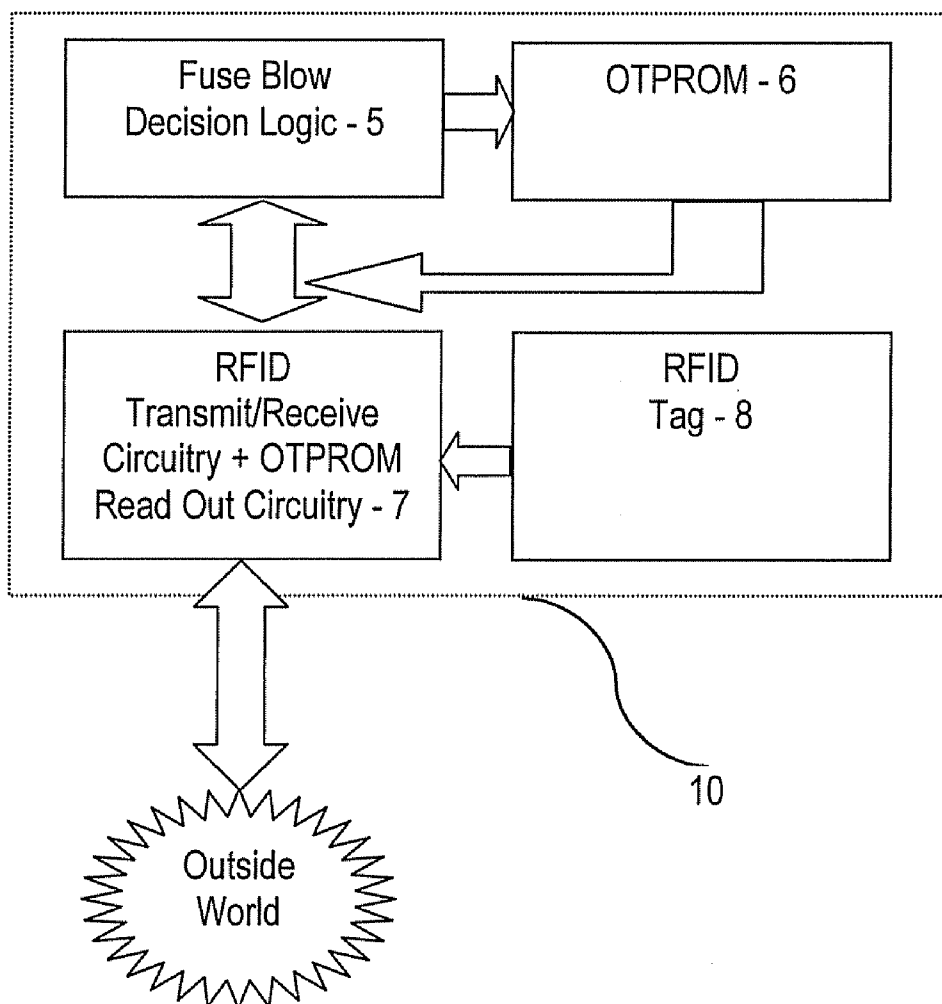 Fuse Blow
Decision Logic - 5
OTPROM - 6
RFID
Transmit/Receive
Circuitry + OTPROM
Read Out Circuitry - 7
RFID
Tag - 8
10
Outside
World